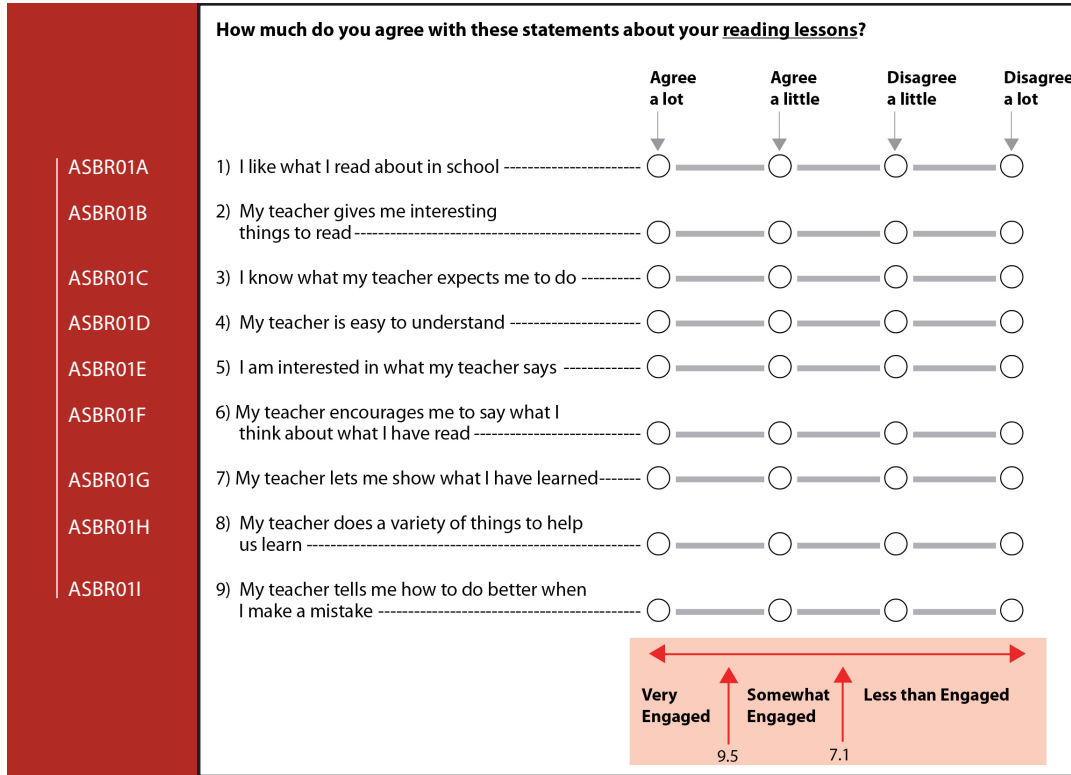 How much do you agree with these statements about your reading lessons?
Agree a lot
Agree a little
Disagree a little
Disagree a lot
ASBR01A
1) I like what I read about in school
ASBR01B
2) My teacher gives me interesting
things to read
ASBR01C
3) I know what my teacher expects me to do
ASBR01D
4) My teacher is easy to understand
ASBR01E
5) I am interested in what my teacher says
ASBR01F
6) My teacher encourages me to say what I
think about what I have read
ASBR01G
7) My teacher lets me show what I have learned
ASBR01H
8) My teacher does a variety of things to help
us learn
ASBR01I
9) My teacher tells me how to do better when
I make a mistake
Very
Engaged
Somewhat
Engaged
Less than Engaged
9.5
7.1